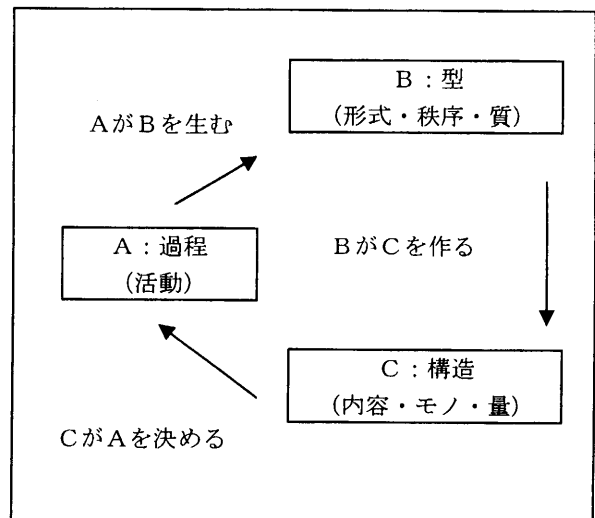 B：型
(形式・秩序・質)
AがBを生む
A：過程
(活動)
BがCを作る
C：構造
(内容・モノ・量)
CがAを決める